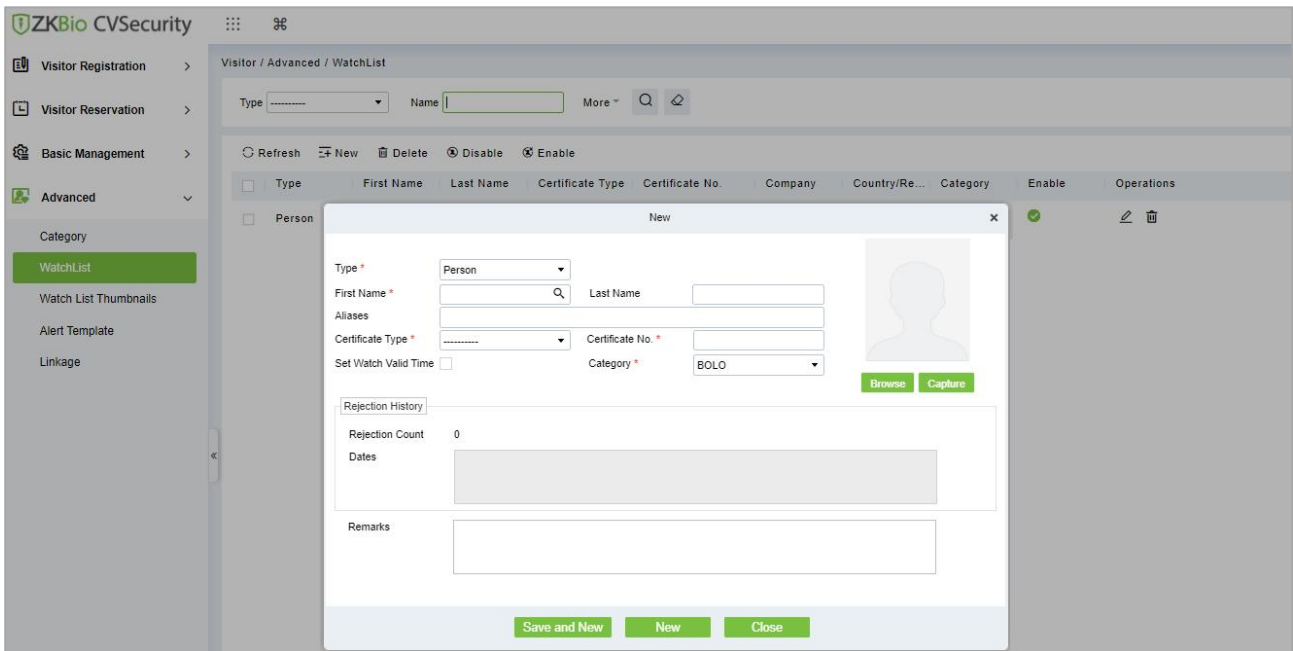 ZKBio CVSecurity
Visitor Registration
Visitor Reservation
Basic Management
Advanced
Category
WatchList
Watch List Thumbnails
Alert Template
Linkage
Visitor / Advanced / WatchList
Type ---------- Name More
Refresh New Delete Disable Enable
Type First Name Last Name Certificate Type Certificate No. Company Country/Re... Category Enable Operations
Person
New
Type * Person
First Name * Last Name
Aliases
Certificate Type * ---------- Certificate No. *
Set Watch Valid Time Category * BOLO
Browse Capture
Rejection History
Rejection Count 0
Dates
Remarks
Save and New New Close